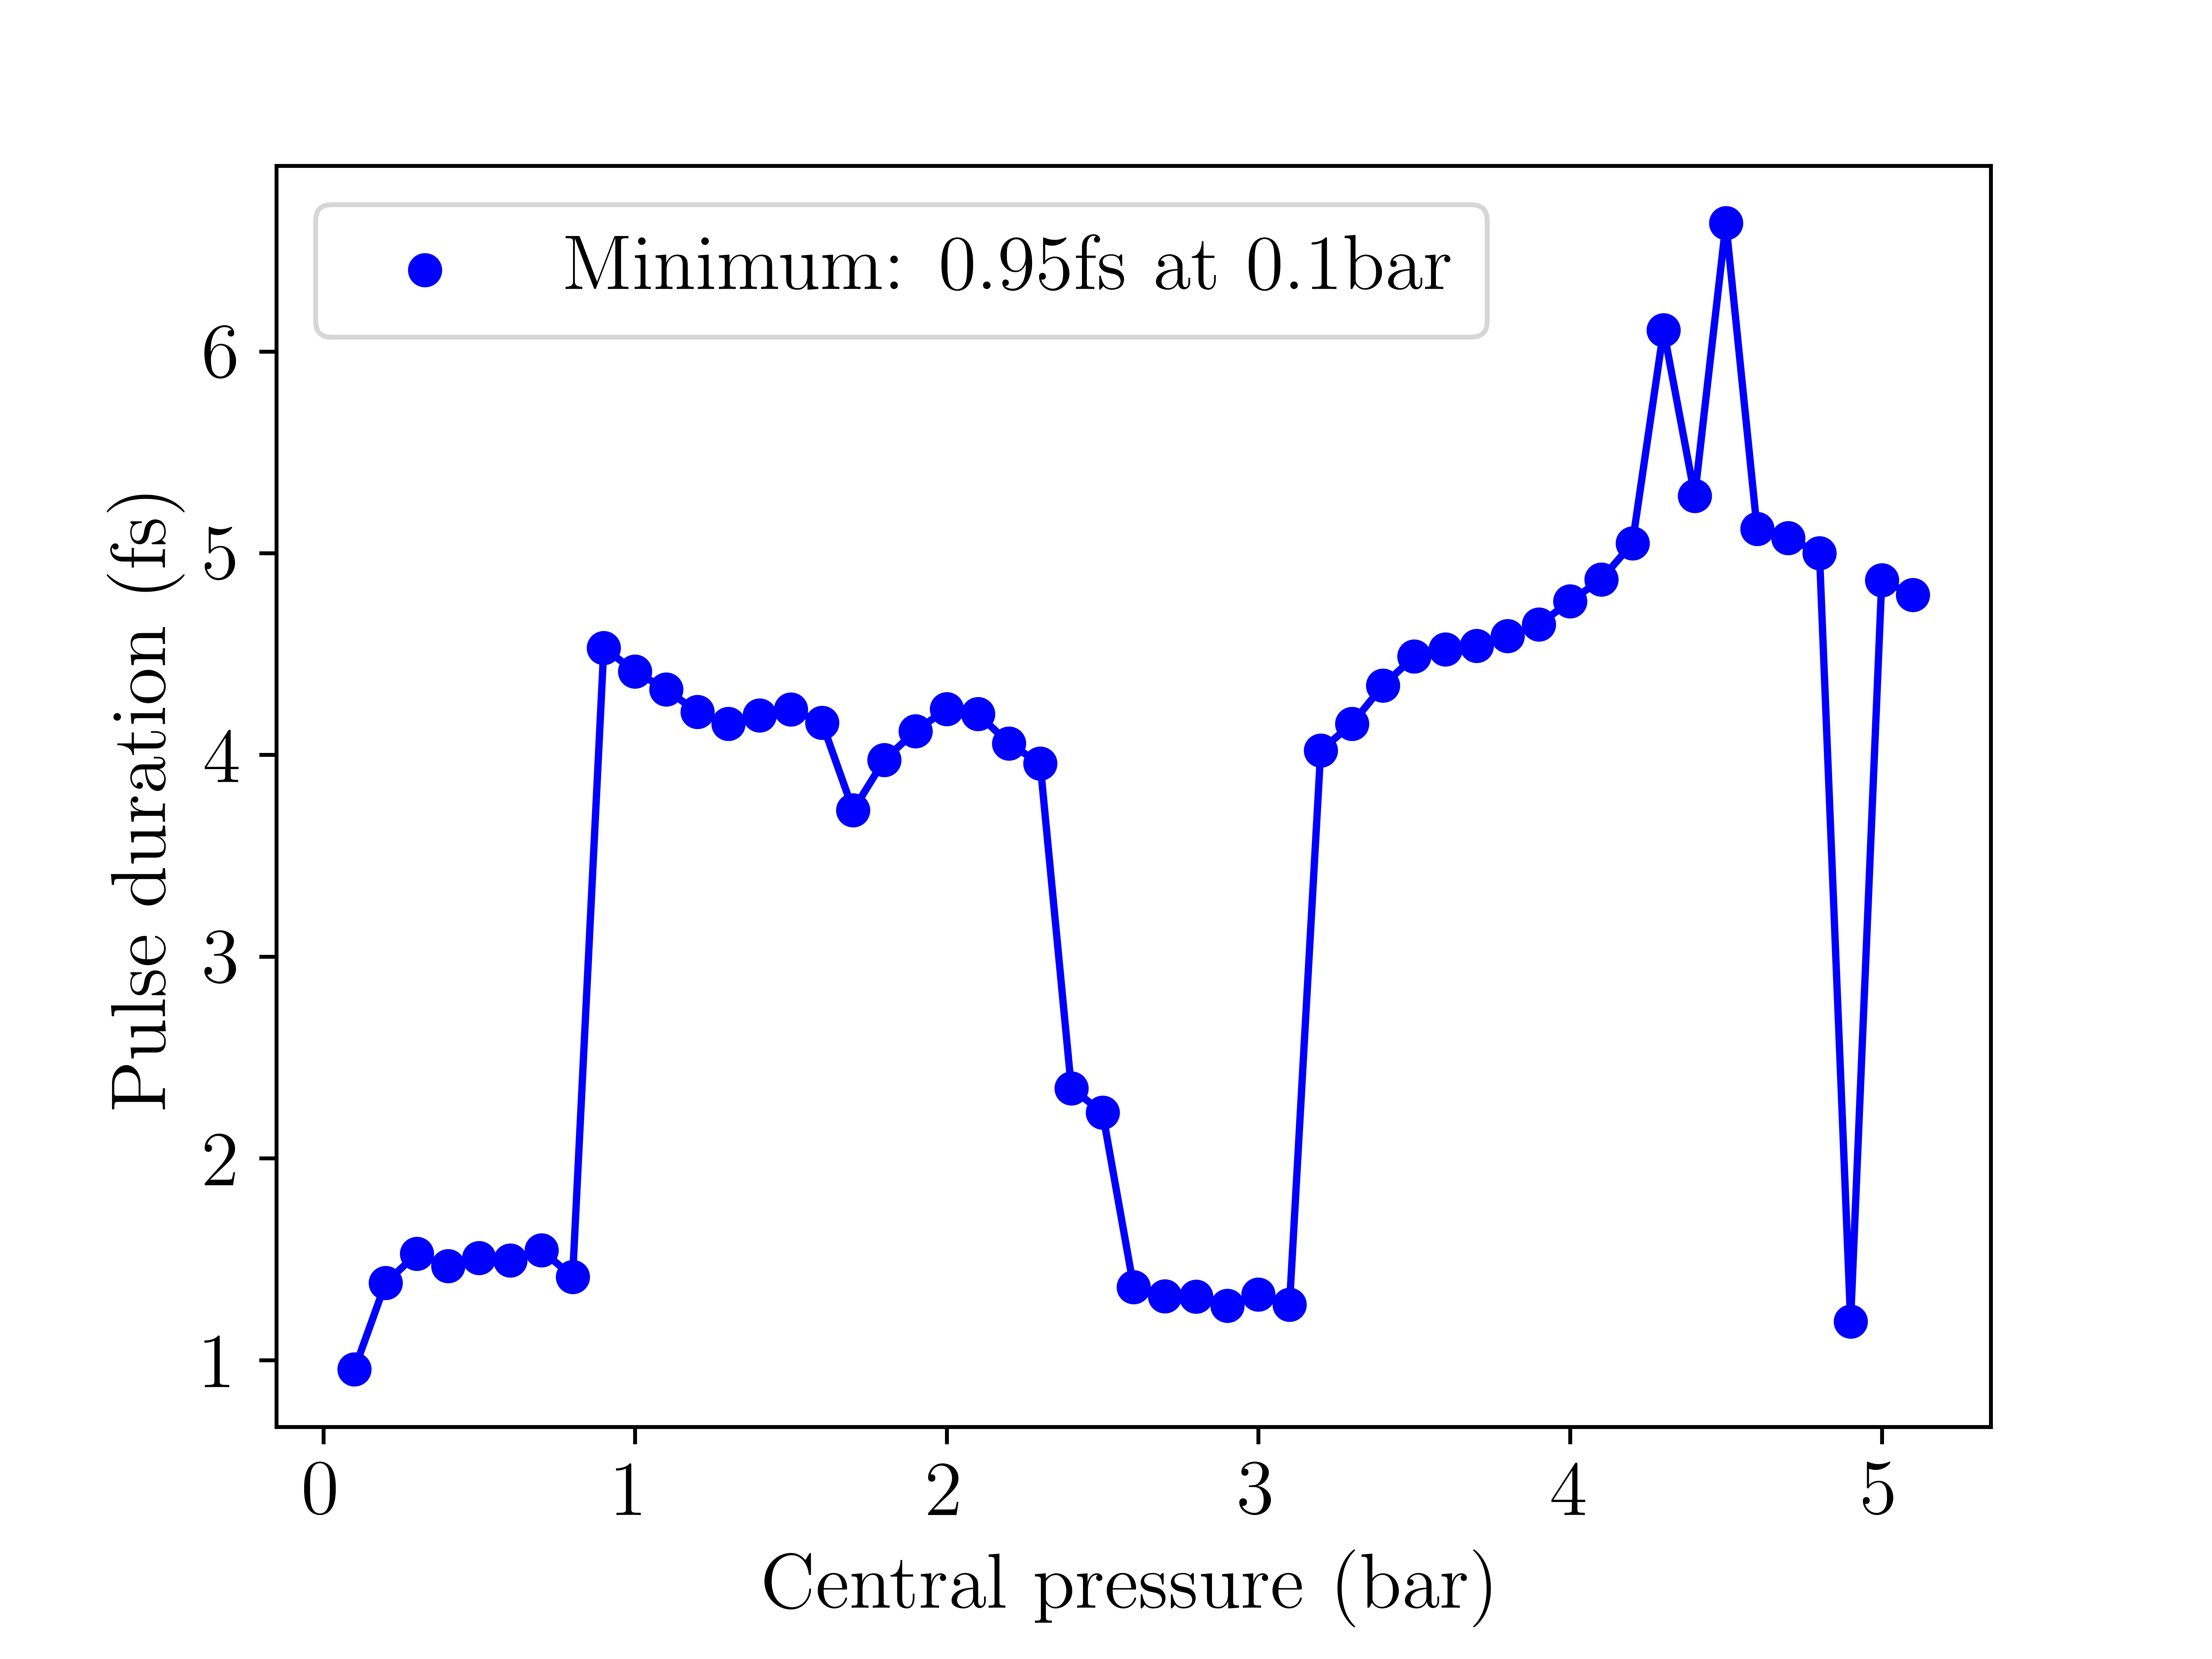 Minimum: 0.95fs at 0.1bar
6
5
4
3
2
1
Pulse duration (fs)
0 1 2 3 4 5
Central pressure (bar)